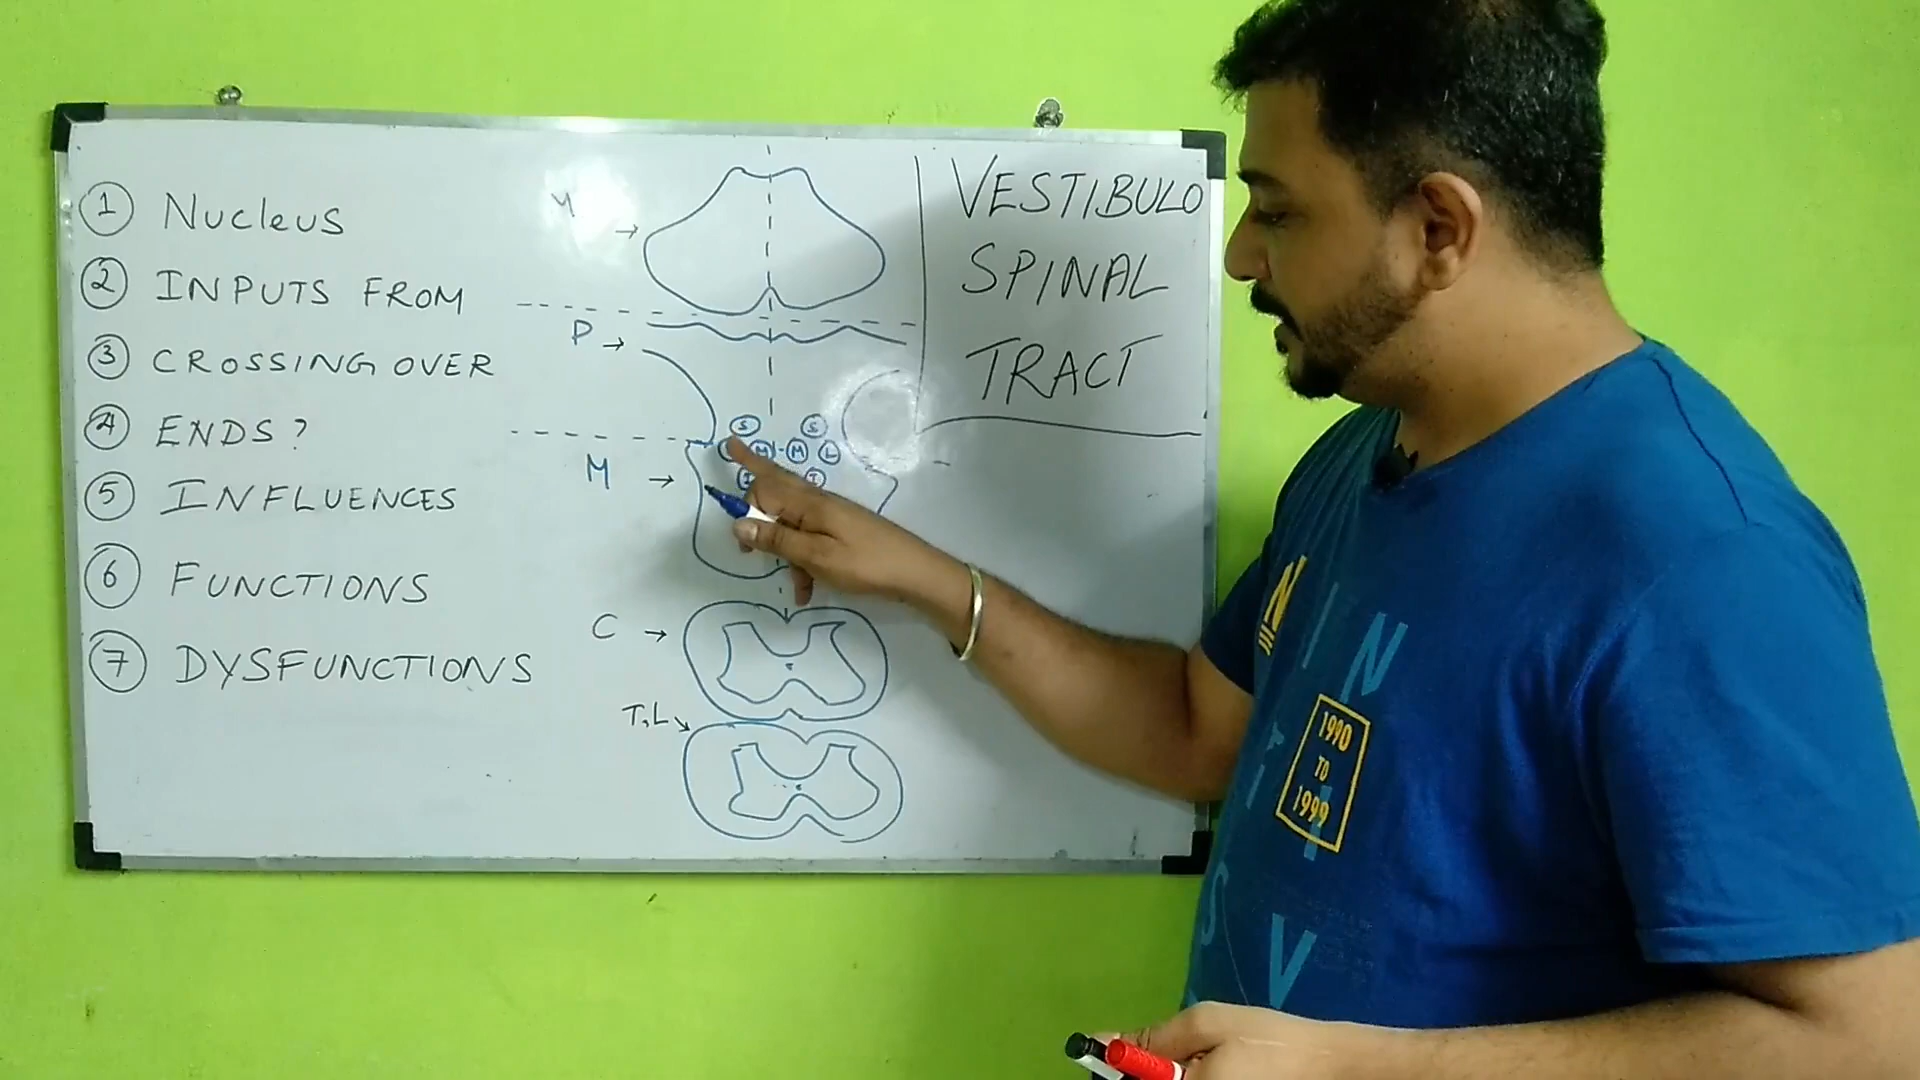 1 Nucleus
2 INPUTS FROM
3 CROSSING OVER
4 ENDS?
5 INFLUENCES
6 FUNCTIONS
7 DYSFUNCTIONS
M →
P →
S S
M - M L
I I
M →
C →
T, L
VESTIBULO
SPINAL
TRACT
NIN
1990
TO
1999
V